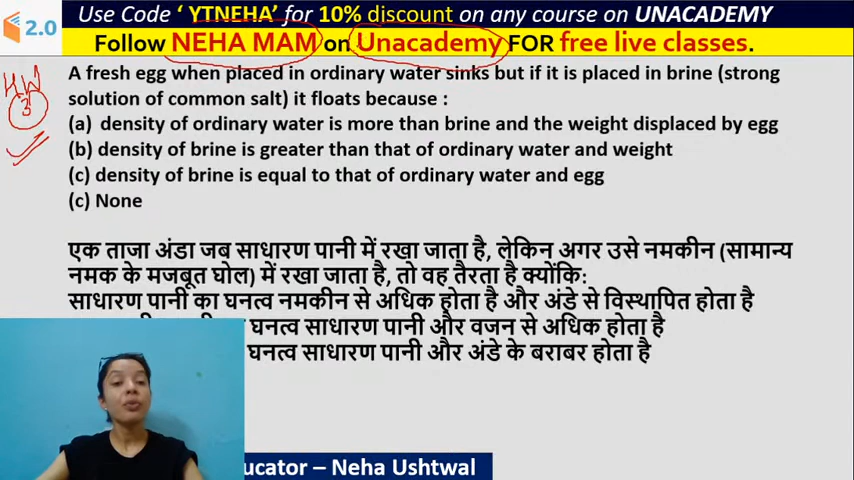 Use Code ‘ YTNEHA’ for 10% discount on any course on UNACADEMY
2.0
Follow NEHA MAM on Unacademy FOR free live classes.
HW
3
A fresh egg when placed in ordinary water sinks but if it is placed in brine (strong
solution of common salt) it floats because :
(a) density of ordinary water is more than brine and the weight displaced by egg
(b) density of brine is greater than that of ordinary water and weight
(c) density of brine is equal to that of ordinary water and egg
(c) None
एक ताजा अंडा जब साधारण पानी में रखा जाता है, लेकिन अगर उसे नमकीन (सामान्य
नमक के मजबूत घोल) में रखा जाता है, तो वह तैरता है क्योंकि:
साधारण पानी का घनत्व नमकीन से अधिक होता है और अंडे से विस्थापित होता है
घनत्व साधारण पानी और वजन से अधिक होता है
घनत्व साधारण पानी और अंडे के बराबर होता है
ucator – Neha Ushtwal